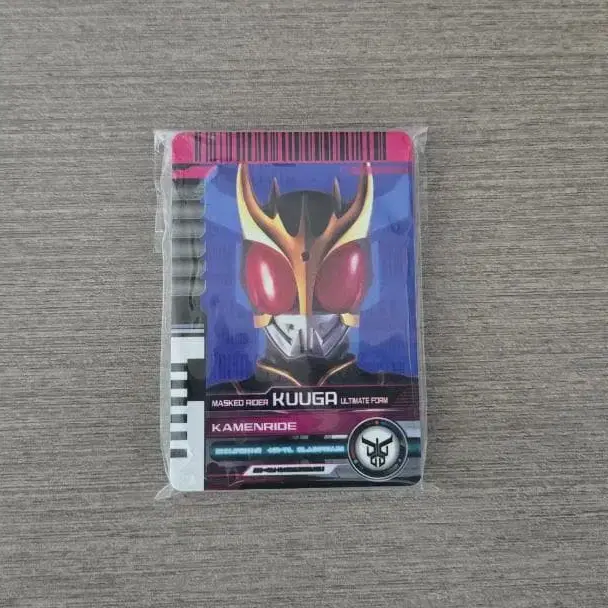 MASKED RIDER KUUGA ULTIMATE FORM
KAMENRIDE